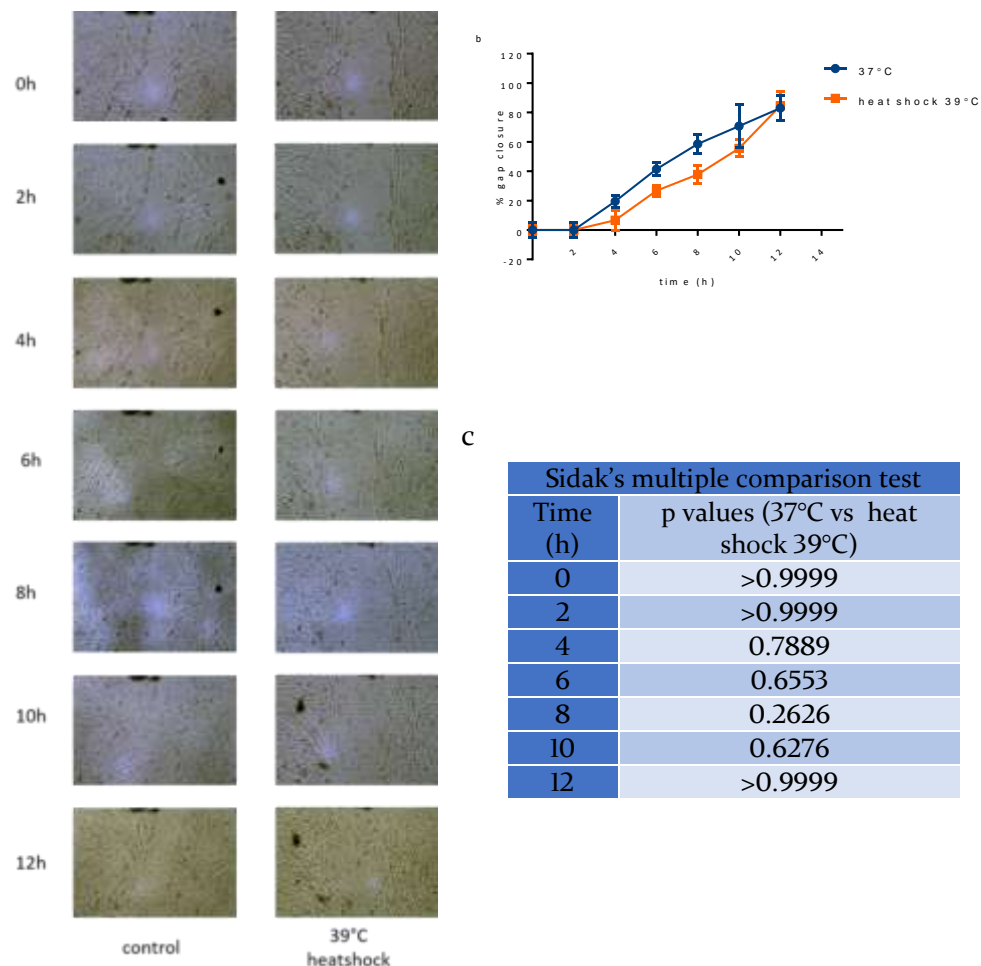 0h
2h
4h
6h
8h
10h
12h
control
39°C
heatshock
b
120
100
80
60
40
20
0
-20
% gap closure
2
4
6
8
10
12
14
time (h)
37°C
heat shock 39°C
c
Sidak's multiple comparison test
Time (h) p values (37°C vs heat shock 39°C)
0 >0.9999
2 >0.9999
4 0.7889
6 0.6553
8 0.2626
10 0.6276
12 >0.9999